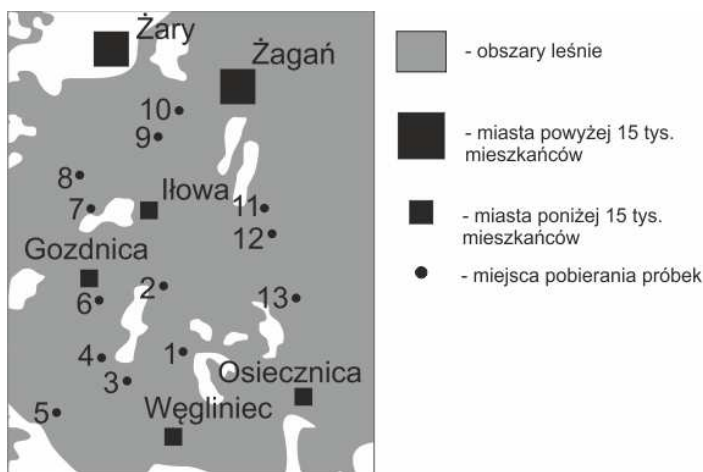 Żary
Żagań
10
9
8
7
Iłowa
11
12
Gozdnica
2
6
13
1
4
3
Osiecznica
5
Węgliniec
- obszary leśnie
- miasta powyżej 15 tys.
mieszkańców
- miasta poniżej 15 tys.
mieszkańców
- miejsca pobierania próbek